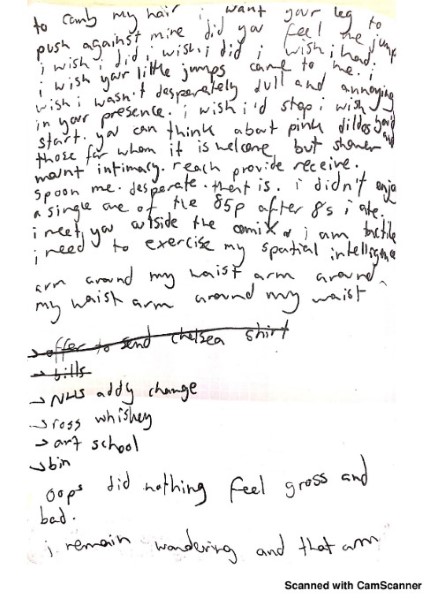 to comb my hair i want your leg to
push against mine did you feel me jump
i wish i did i wish i did i wish i had. i
i wish your little jumps came to me. i
wish i wasn't desperately dull and annoying
in your presence. i wish i'd stop i wish
start. you can think about pink dildos and
those for whom it is welcome but shower
mount intimacy. reach provide receive.
spoon me. desperate. that is. i didn't enjoy
a single one of the 85p after 8s i ate.
i meet you outside the comix i am tactile
i need to exercise my spatial intelligence
arm around my waist arm around
my waist arm around my waist
→ offer to send chelsea shirt
→ bills
→ NHS addy change
→ ross whiskey
→ art school
→ bin
oops did nothing feel gross and
bad.
i remain wandering and that arm
Scanned with CamScanner